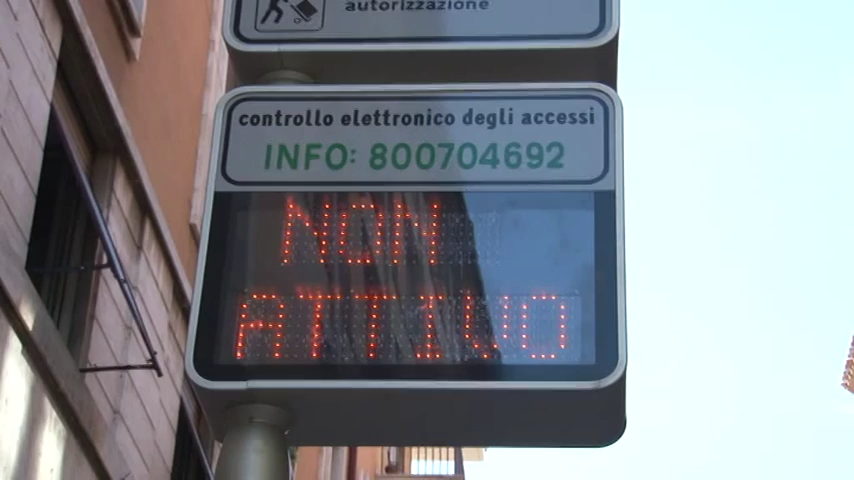 autorizzazione
controllo elettronico degli accessi
INFO: 800704692
NON
ATTIVO